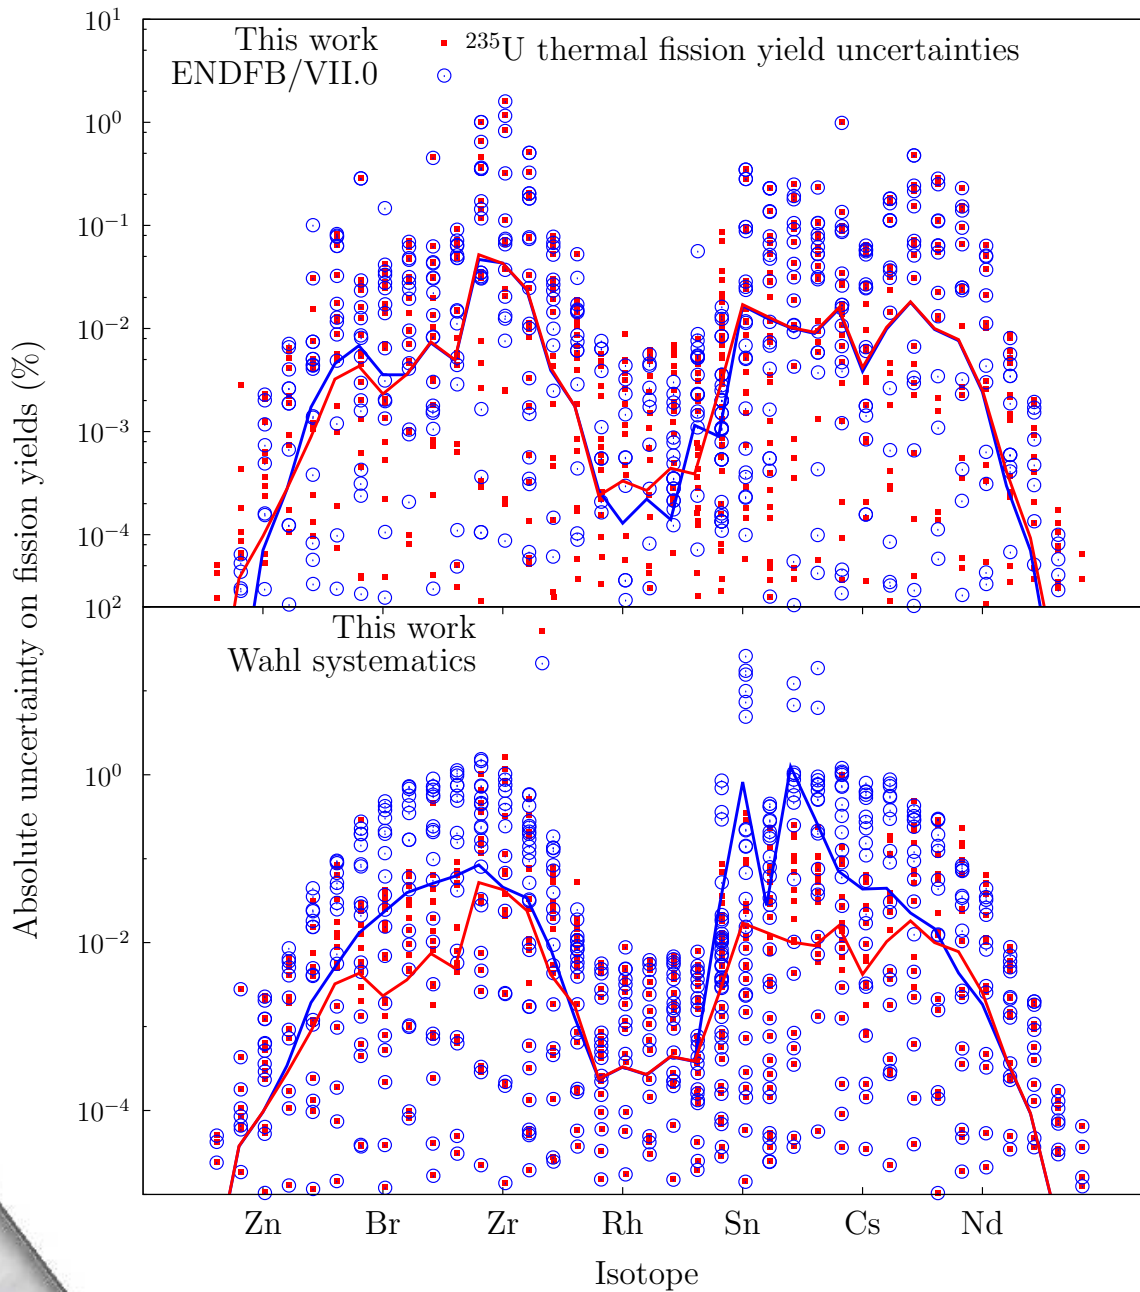 10¹
This work
²³⁵U thermal fission yield uncertainties
ENDFB/VII.0
10⁰
10⁻¹
10⁻²
10⁻³
10⁻⁴
10²
This work
Wahl systematics
10⁰
10⁻²
10⁻⁴
Absolute uncertainty on fission yields (%)
Zn Br Zr Rh Sn Cs Nd
Isotope